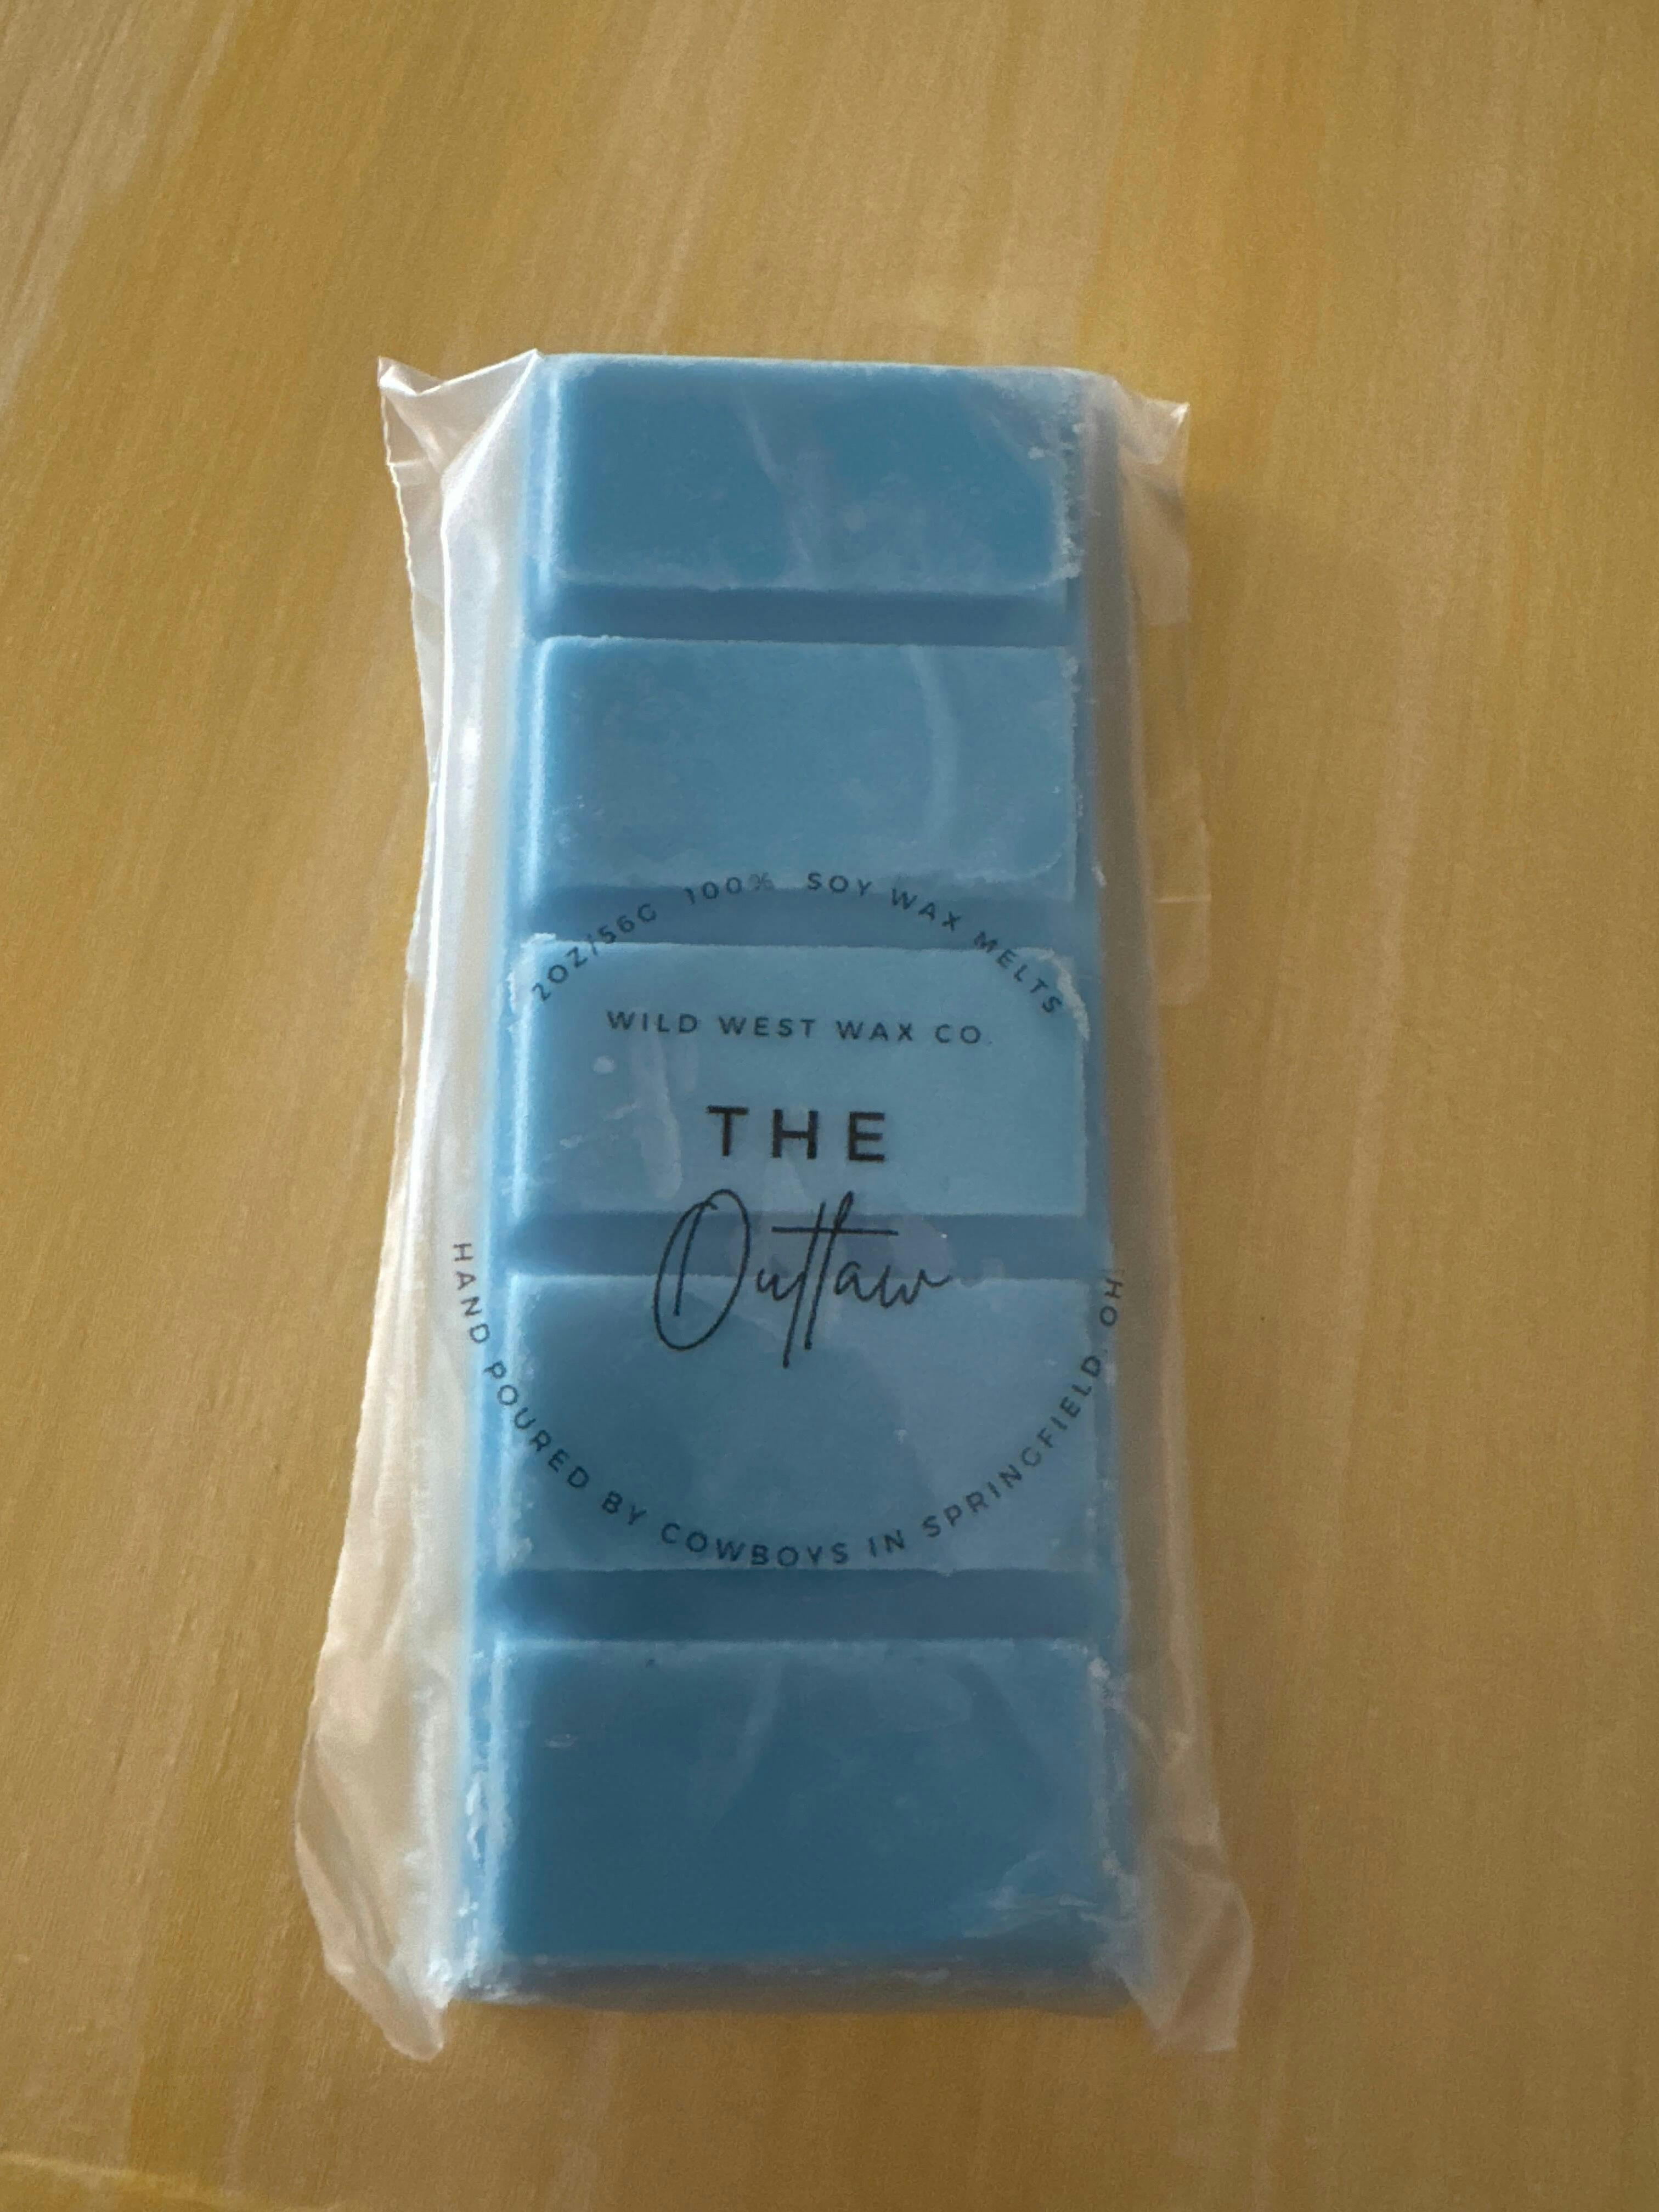 2OZ/56G 100% SOY WAX MELTS
WILD WEST WAX CO.
THE
Outlaw
HAND POURED BY COWBOYS IN SPRINGFIELD, OH